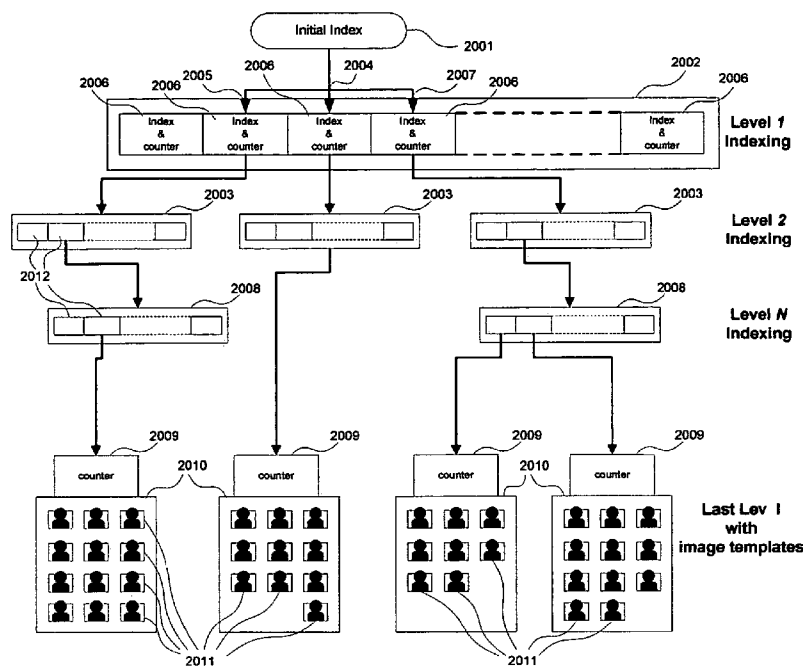 Initial Index
2001
2006
2006
2005
2006
2004
2007
2006
2002
2006
Index
&
counter
Index
&
counter
Index
&
counter
Index
&
counter
Index
&
counter
Level 1
Indexing
2003
2003
2003
Level 2
Indexing
2012
2008
2008
Level N
Indexing
2009
2009
2009
2009
counter
counter
counter
counter
2010
2010
Last Lev l
with
image templates
2011
2011